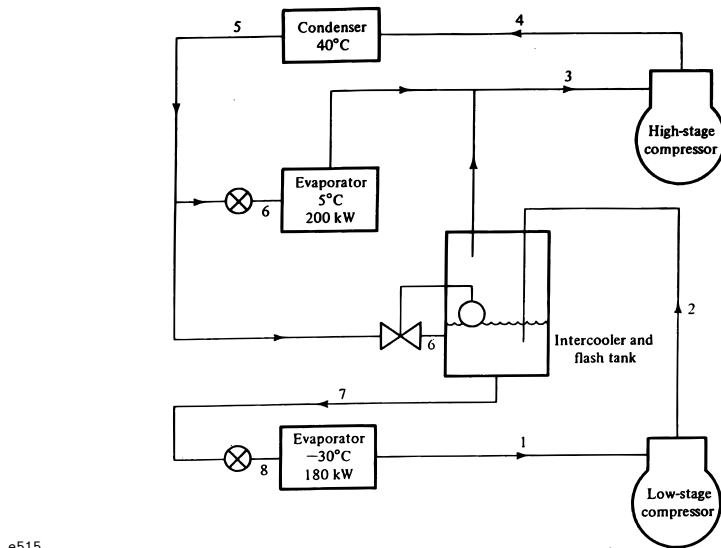 5
Condenser
40°C
4
3
High-stage
compressor
Evaporator
5°C
200 kW
6
2
6
Intercooler and
flash tank
7
Evaporator
−30°C
180 kW
8
1
Low-stage
compressor
e515